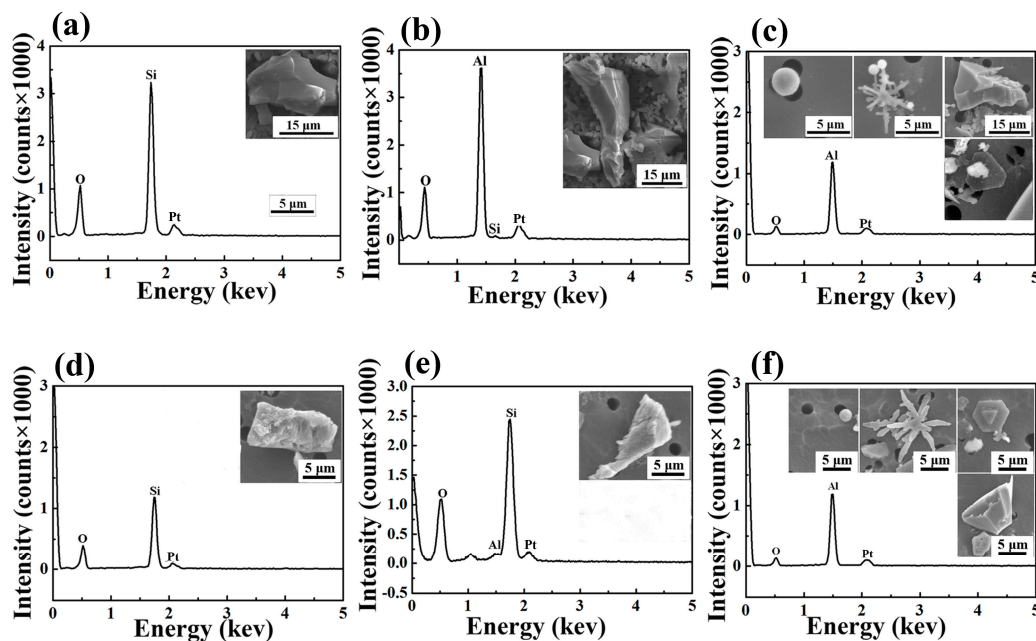 (a)
Intensity (counts×1000)
4
3
2
1
0
Si
O
Pt
15 μm
5 μm
0 1 2 3 4 5
Energy (kev)
(b)
Intensity (counts×1000)
4
3
2
1
0
Al
O
Si
Pt
15 μm
1 2 3 4 5
Energy (kev)
(c)
Intensity (counts×1000)
3
2
1
0
5 μm
5 μm
15 μm
5 μm
Al
O
Pt
0 1 2 3 4 5
Energy (kev)
(d)
Intensity (counts×1000)
3
2
1
0
5 μm
Si
O
Pt
0 1 2 3 4 5
Energy (kev)
(e)
Intensity (counts×1000)
3.0
2.5
2.0
1.5
1.0
0.5
0.0
-0.5
Si
5 μm
O
Al
Pt
0 1 2 3 4 5
Energy (kev)
(f)
Intensity (counts×1000)
3
2
1
0
5 μm
5 μm
5 μm
5 μm
Al
O
Pt
0 1 2 3 4 5
Energy (kev)